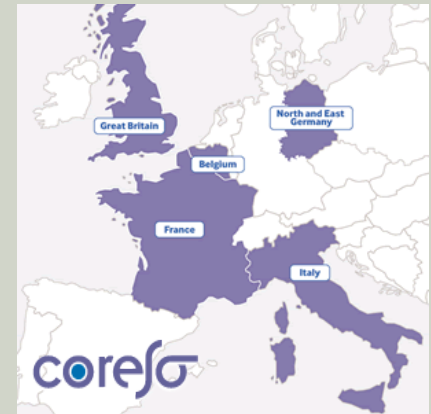 Great Britain
North and East
Germany
Belgium
France
Italy
coreso